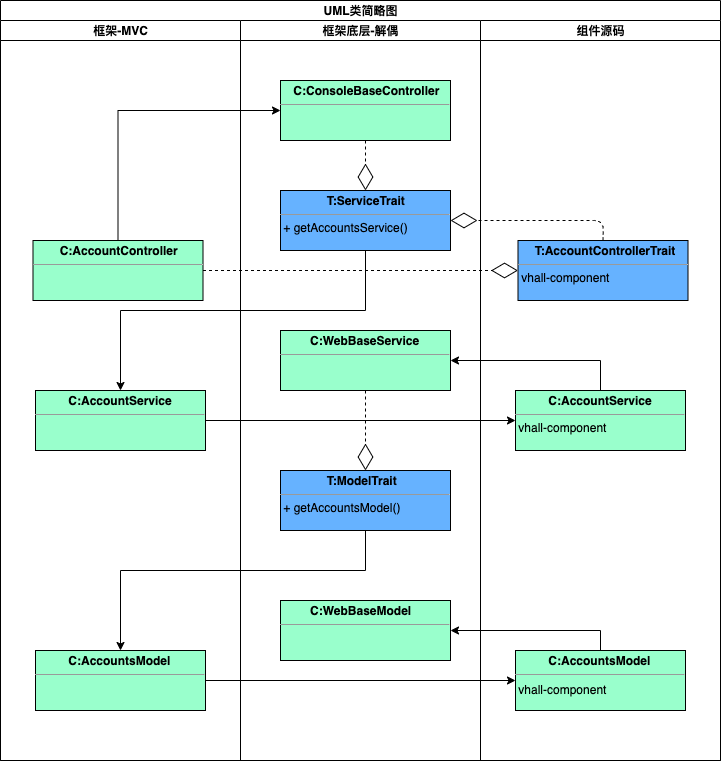 UML类简略图
框架-MVC
框架底层-解偶
组件源码
C:ConsoleBaseController
T:ServiceTrait
+ getAccountsService()
C:AccountController
T:AccountControllerTrait
vhall-component
C:WebBaseService
C:AccountService
C:AccountService
vhall-component
T:ModelTrait
+ getAccountsModel()
C:WebBaseModel
C:AccountsModel
C:AccountsModel
vhall-component